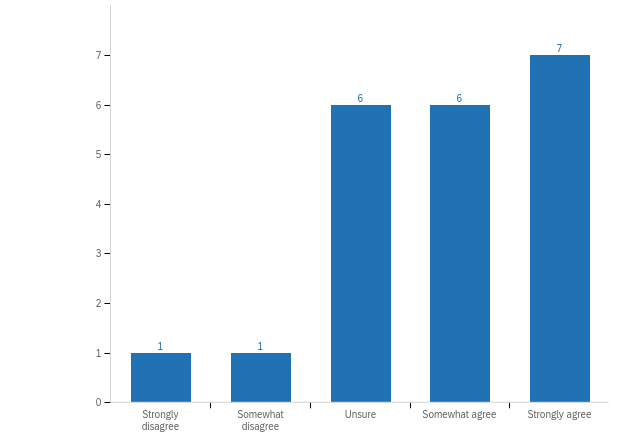 7
7
6
6
6
5
4
3
2
1
1
1
0
Strongly
disagree
Somewhat
disagree
Unsure
Somewhat agree
Strongly agree